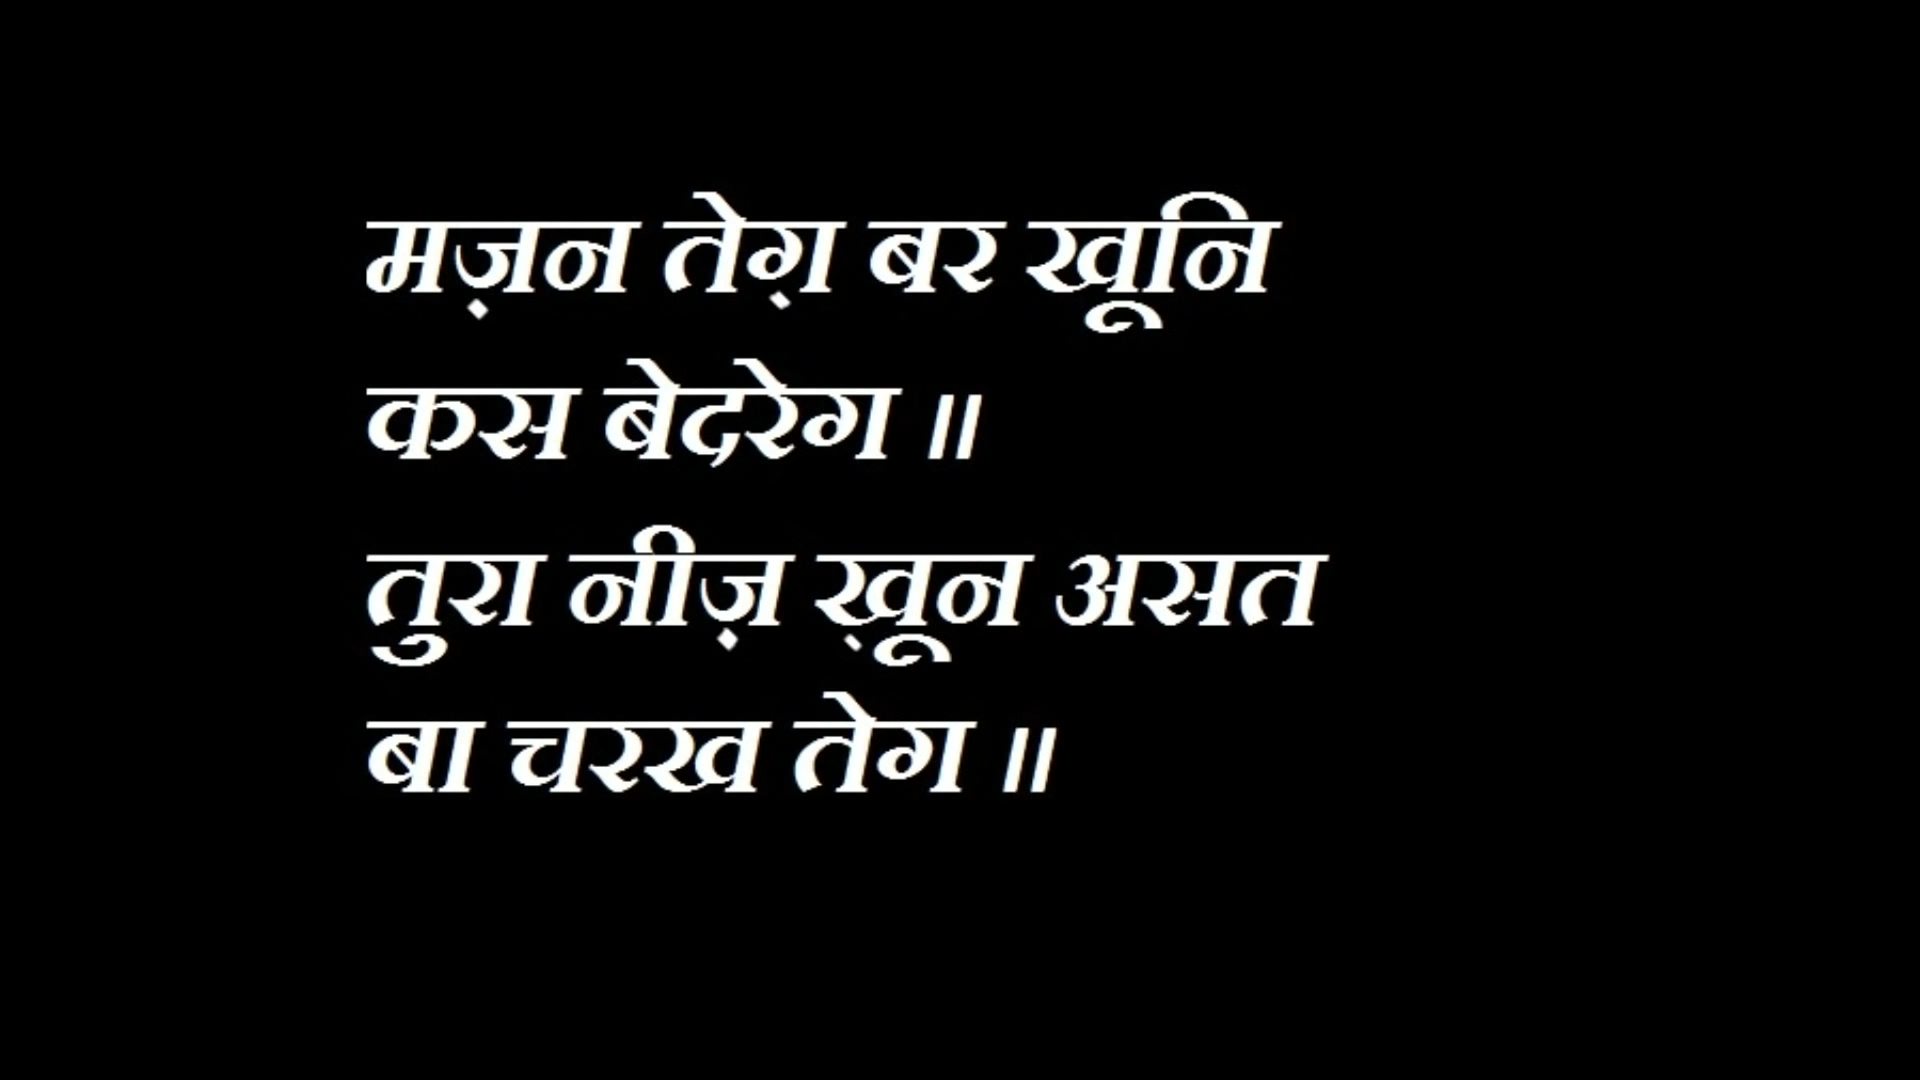 मज़न तेग़ बर खूनि
कस बेदरेग ॥
तुरा नीज़ ख़ून असत
बा चरख तेग ॥